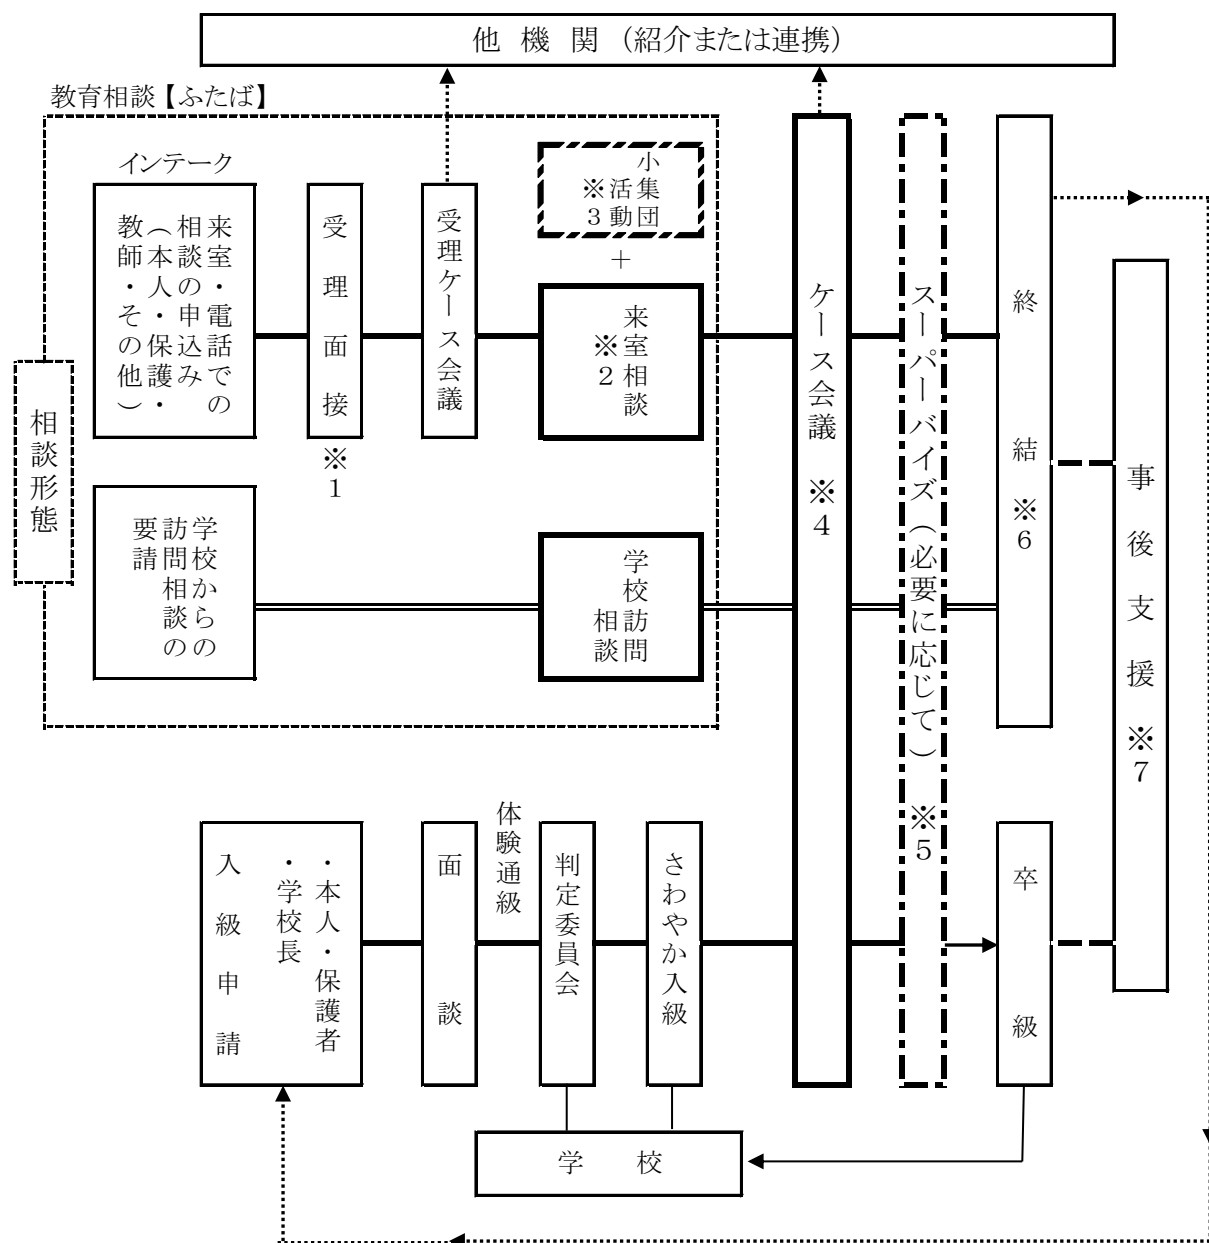 他機関（紹介または連携）
教育相談【ふたば】
インテーク
来室・電話での
相談の申込み
（本人・保護・
教師・その他）
受理面接
※1
受理ケース会議
小集団
活動
※3
＋
来室相談
※2
相談形態
学校からの
訪問相談の
要請
学校訪問
相談
ケース会議 ※4
スーパーバイズ（必要に応じて） ※5
終結 ※6
事後支援 ※7
入級申請
・本人・保護者
・学校長
面談
体験通級
判定委員会
さわやか入級
卒級
学校